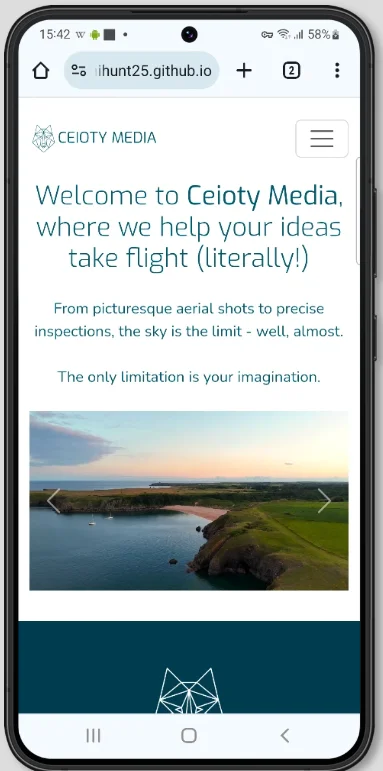 15:42
58%
ihunt25.github.io
2
CEIOTY MEDIA
Welcome to Ceioty Media,
where we help your ideas
take flight (literally!)
From picturesque aerial shots to precise
inspections, the sky is the limit - well, almost.
The only limitation is your imagination.